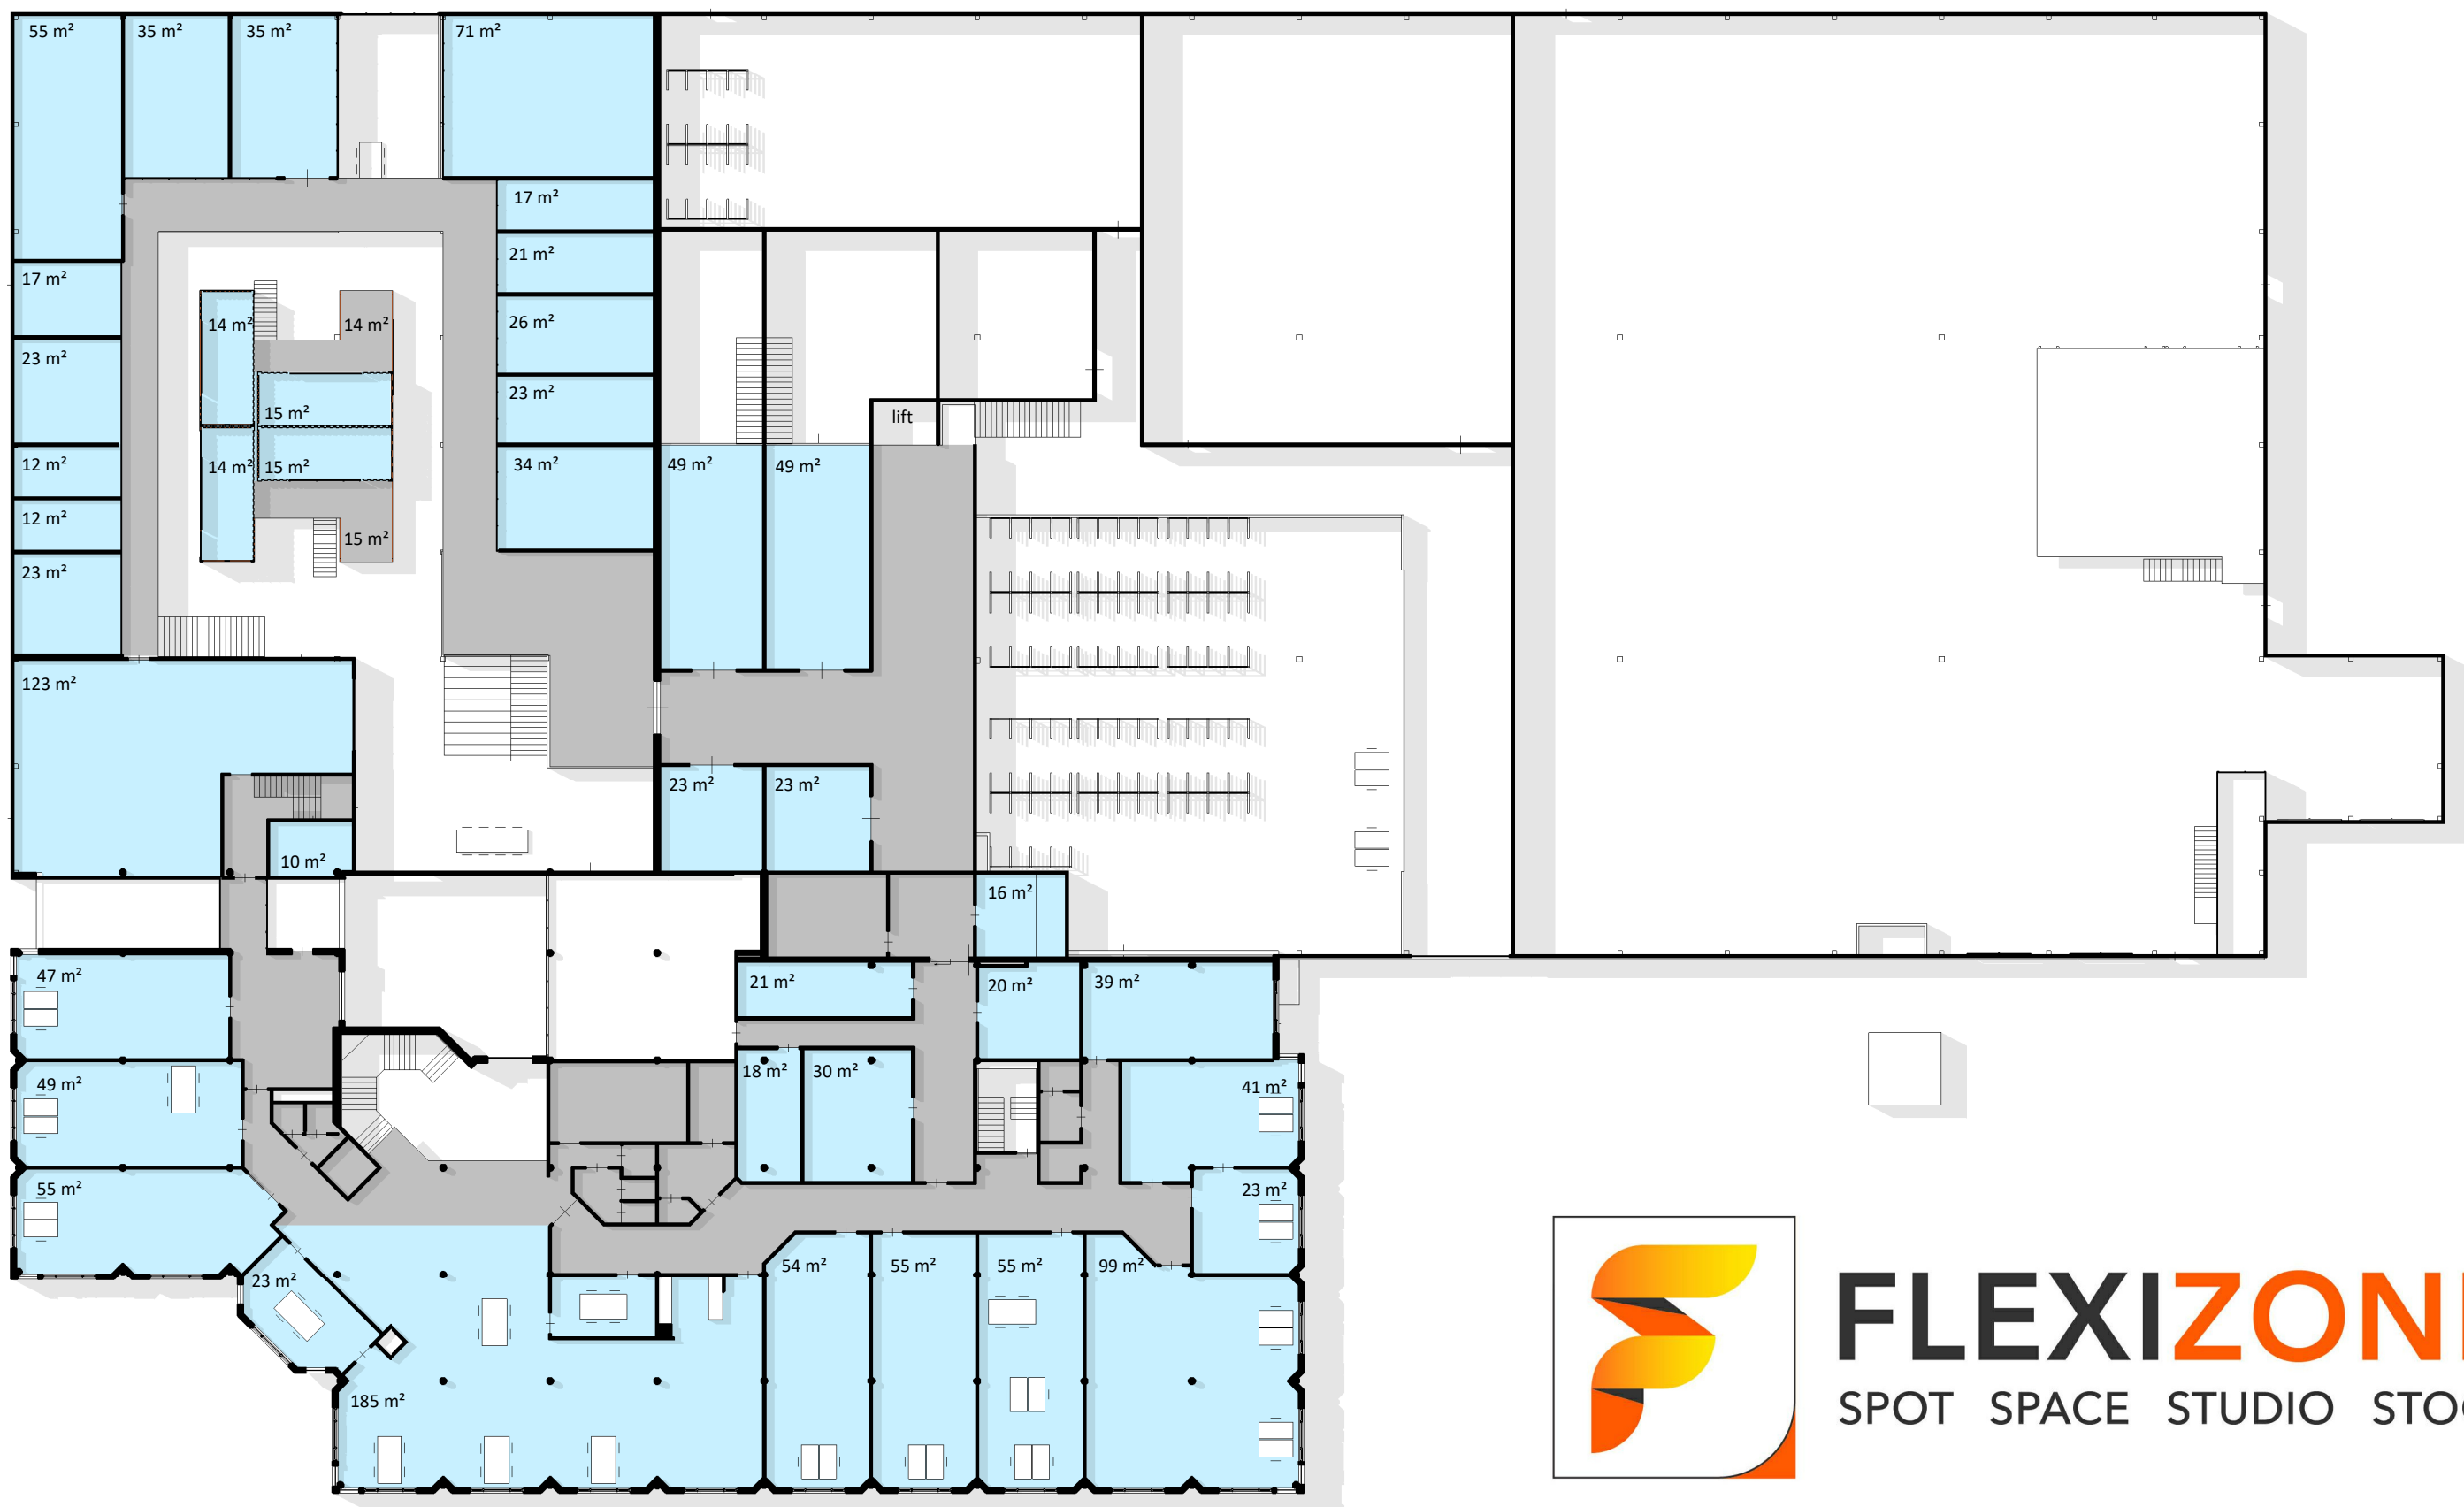 55 m²
35 m²
35 m²
71 m²
17 m²
21 m²
17 m²
26 m²
14 m²
14 m²
23 m²
23 m²
15 m²
lift
12 m²
14 m²
15 m²
34 m²
49 m²
49 m²
12 m²
15 m²
23 m²
123 m²
23 m²
23 m²
10 m²
16 m²
47 m²
21 m²
20 m²
39 m²
49 m²
18 m²
30 m²
41 m²
55 m²
23 m²
23 m²
54 m²
55 m²
55 m²
99 m²
185 m²
FLEXIZON
SPOT SPACE STUDIO